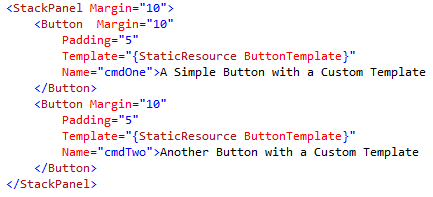 <StackPanel Margin="10">
    <Button  Margin="10"
        Padding="5"
        Template="{StaticResource ButtonTemplate}"
        Name="cmdOne">A Simple Button with a Custom Template
    </Button>
    <Button Margin="10"
        Padding="5"
        Template="{StaticResource ButtonTemplate}"
        Name="cmdTwo">Another Button with a Custom Template
    </Button>
</StackPanel>